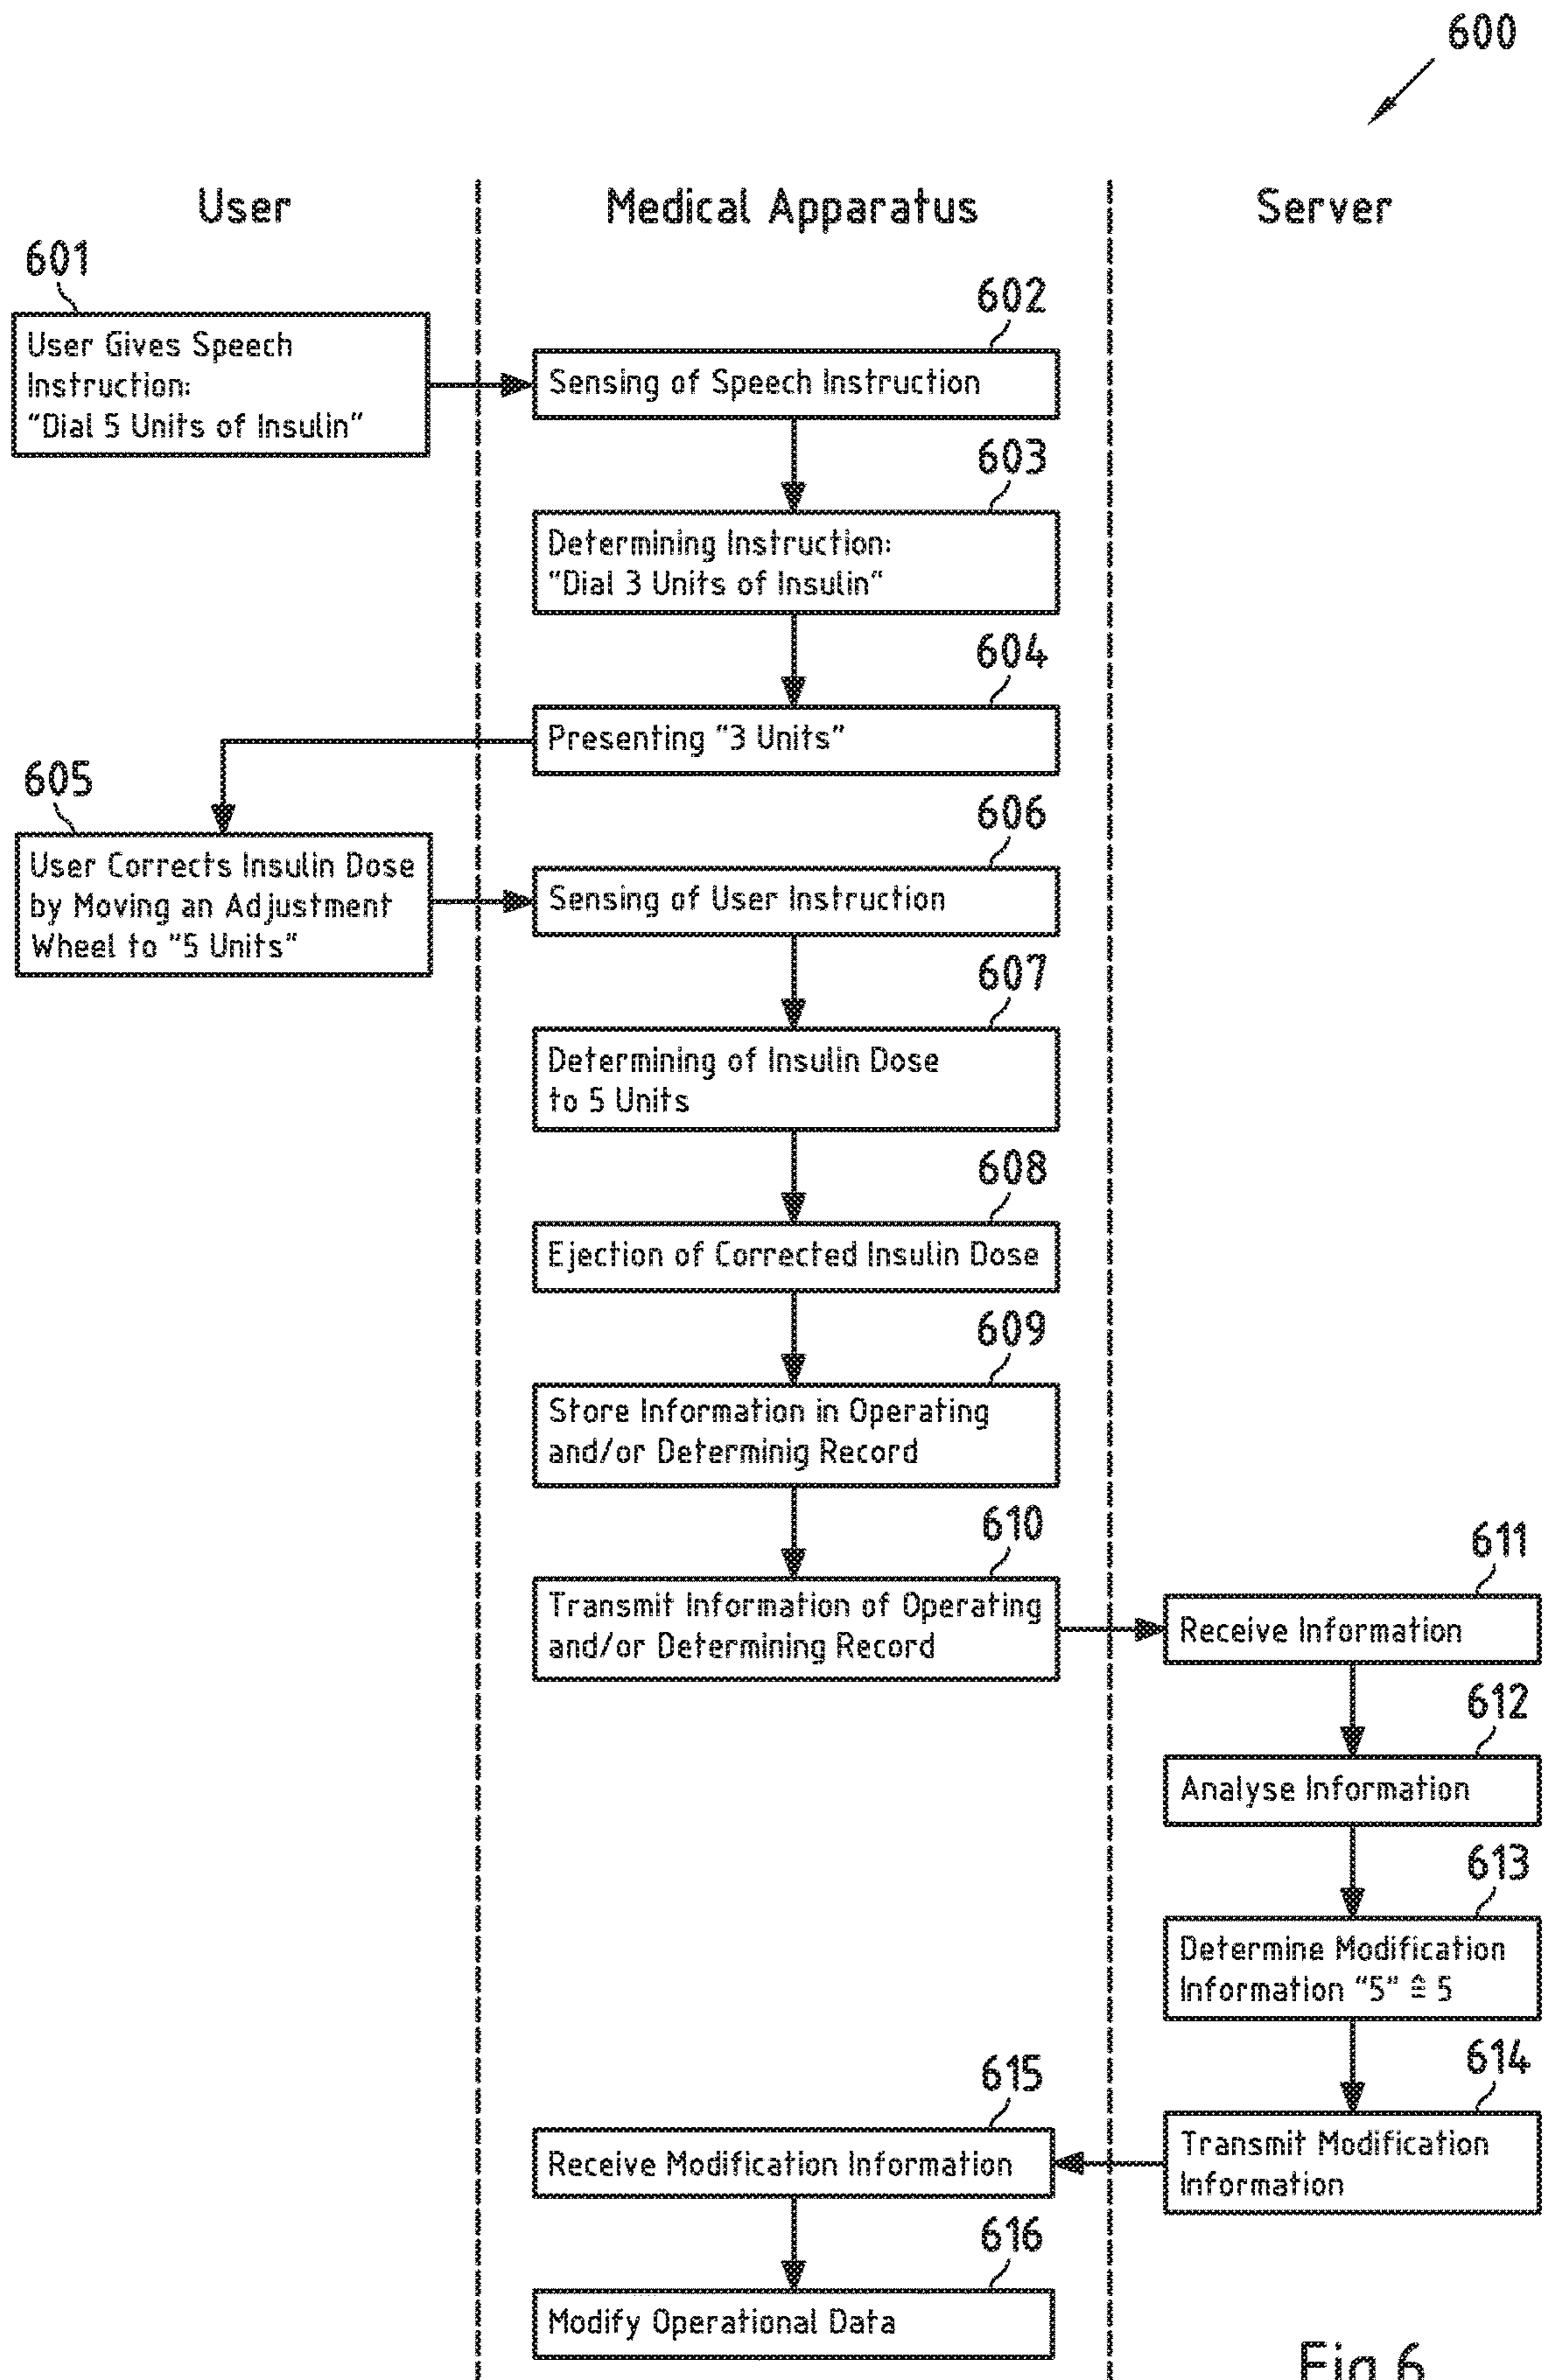 600
User
Medical Apparatus
Server
601
User Gives Speech
Instruction:
“Dial 5 Units of Insulin”
602
Sensing of Speech Instruction
603
Determining Instruction:
“Dial 3 Units of Insulin”
604
Presenting “3 Units”
605
User Corrects Insulin Dose
by Moving an Adjustment
Wheel to “5 Units”
606
Sensing of User Instruction
607
Determining of Insulin Dose
to 5 Units
608
Ejection of Corrected Insulin Dose
609
Store Information in Operating
and/or Determinig Record
610
Transmit Information of Operating
and/or Determining Record
611
Receive Information
612
Analyse Information
613
Determine Modification
Information “5” ≙ 5
614
Transmit Modification
Information
615
Receive Modification Information
616
Modify Operational Data
Fig.6